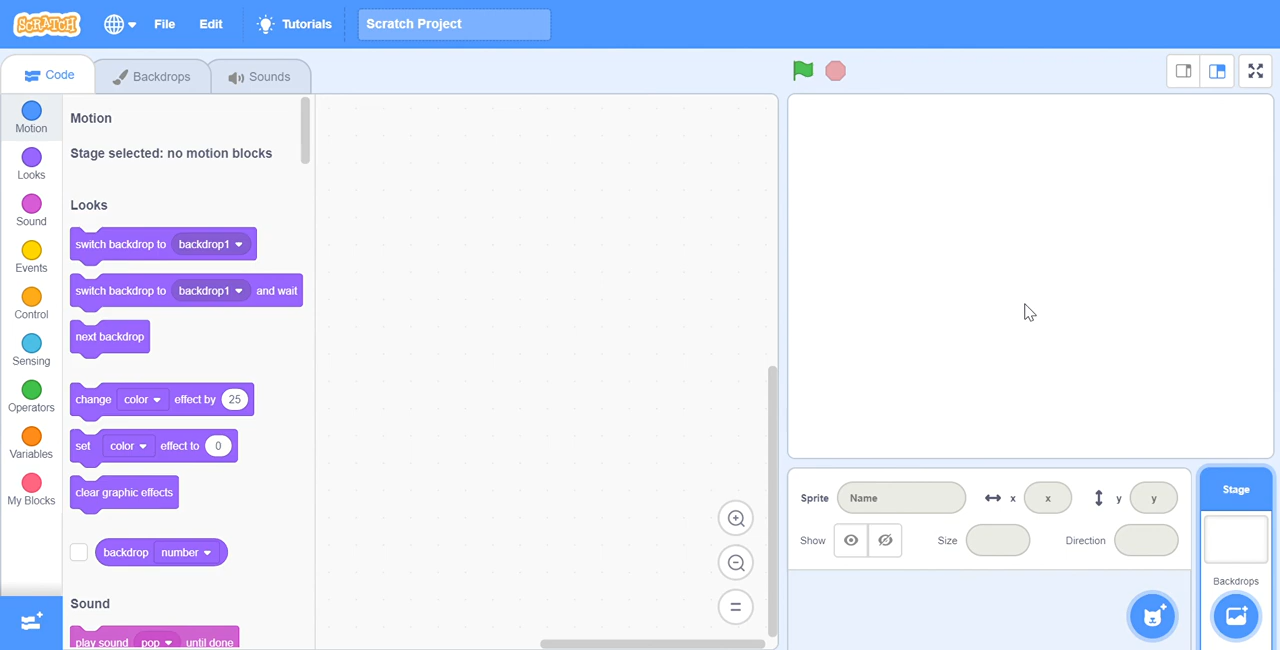 SCRATCH File Edit Tutorials Scratch Project
Code Backdrops Sounds
Motion
Looks
Sound
Events
Control
Sensing
Operators
Variables
My Blocks
Motion
Stage selected: no motion blocks
Looks
switch backdrop to backdrop1
switch backdrop to backdrop1 and wait
next backdrop
change color effect by 25
set color effect to 0
clear graphic effects
backdrop number
Sound
play sound pop until done
Sprite Name x x y y
Show Size Direction
Stage
Backdrops